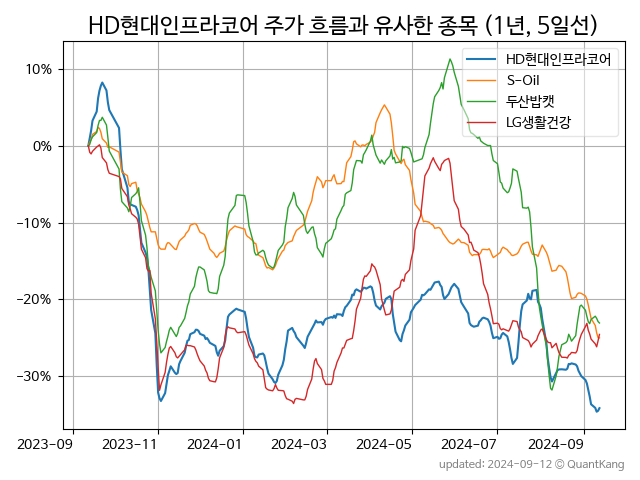 HD현대인프라코어 주가 흐름과 유사한 종목 (1년, 5일선)
HD현대인프라코어
S-Oil
두산밥캣
LG생활건강
10%
0%
−10%
−20%
−30%
2023-09
2023-11
2024-01
2024-03
2024-05
2024-07
2024-09
updated: 2024-09-12 © QuantKang